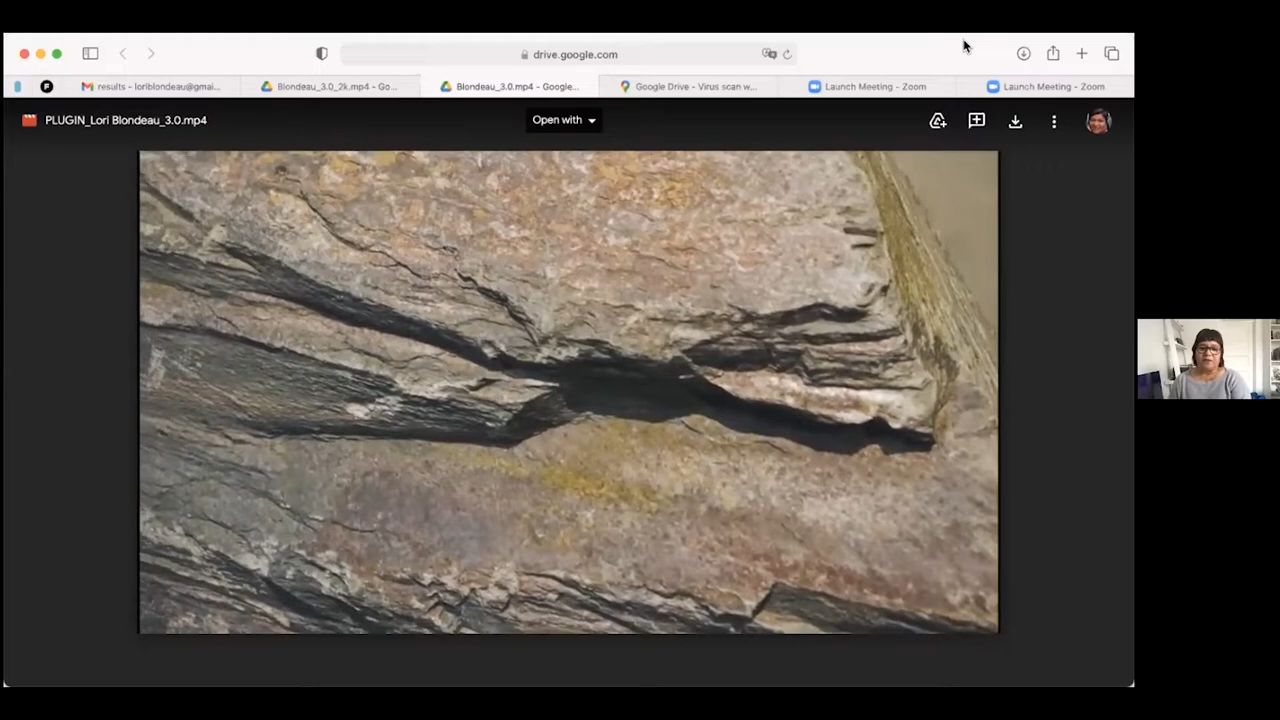 drive.google.com
results - loriblondeau@gmai...
Blondeau_3.0_2k.mp4 - Go...
Blondeau_3.0.mp4 - Google...
Google Drive - Virus scan w...
Launch Meeting - Zoom
Launch Meeting - Zoom
PLUGIN_Lori Blondeau_3.0.mp4
Open with